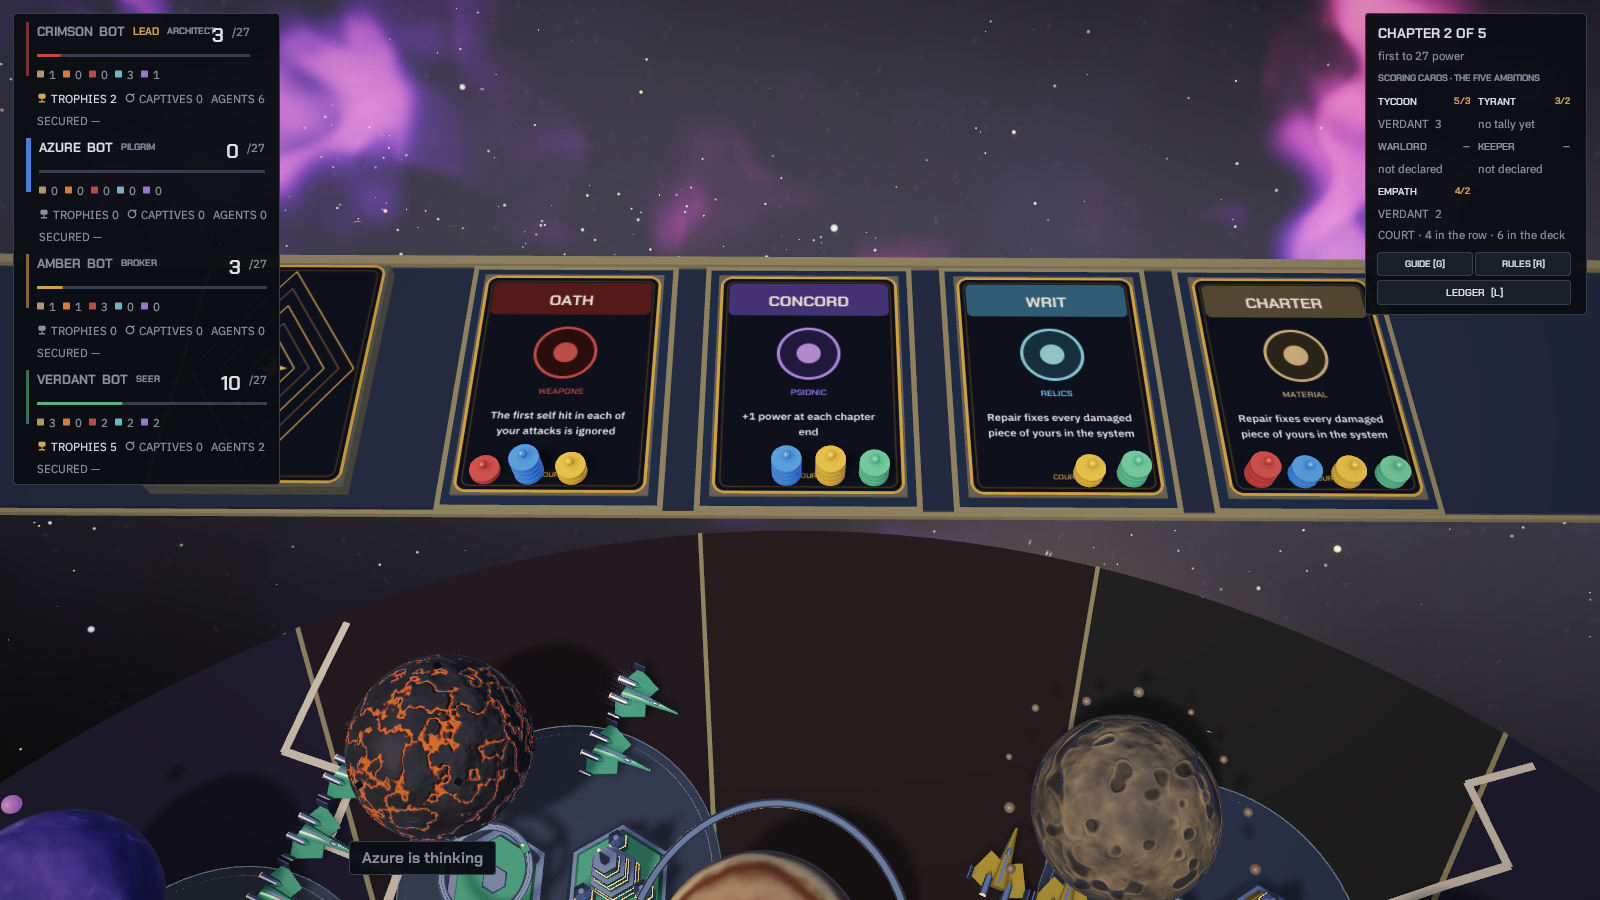 CRIMSON BOT LEAD ARCHITECT 3 /27
1 0 0 3 1
TROPHIES 2 CAPTIVES 0 AGENTS 6
SECURED —
AZURE BOT PILGRIM 0 /27
0 0 0 0 0
TROPHIES 0 CAPTIVES 0 AGENTS 0
SECURED —
AMBER BOT BROKER 3 /27
1 1 3 0 0
TROPHIES 0 CAPTIVES 0 AGENTS 0
SECURED —
VERDANT BOT SEER 10 /27
3 0 2 2 2
TROPHIES 5 CAPTIVES 0 AGENTS 2
SECURED —
CHAPTER 2 OF 5
first to 27 power
SCORING CARDS · THE FIVE AMBITIONS
TYCOON 5/3 TYRANT 3/2
VERDANT 3 no tally yet
WARLORD — KEEPER —
not declared not declared
EMPATH 4/2
VERDANT 2
COURT · 4 in the row · 6 in the deck
GUIDE [G] RULES [R]
LEDGER [L]
OATH
WEAPONS
The first self hit in each of
your attacks is ignored
CONCORD
PSIONIC
+1 power at each chapter
end
WRIT
RELICS
Repair fixes every damaged
piece of yours in the system
CHARTER
MATERIAL
Repair fixes every damaged
piece of yours in the system
Azure is thinking